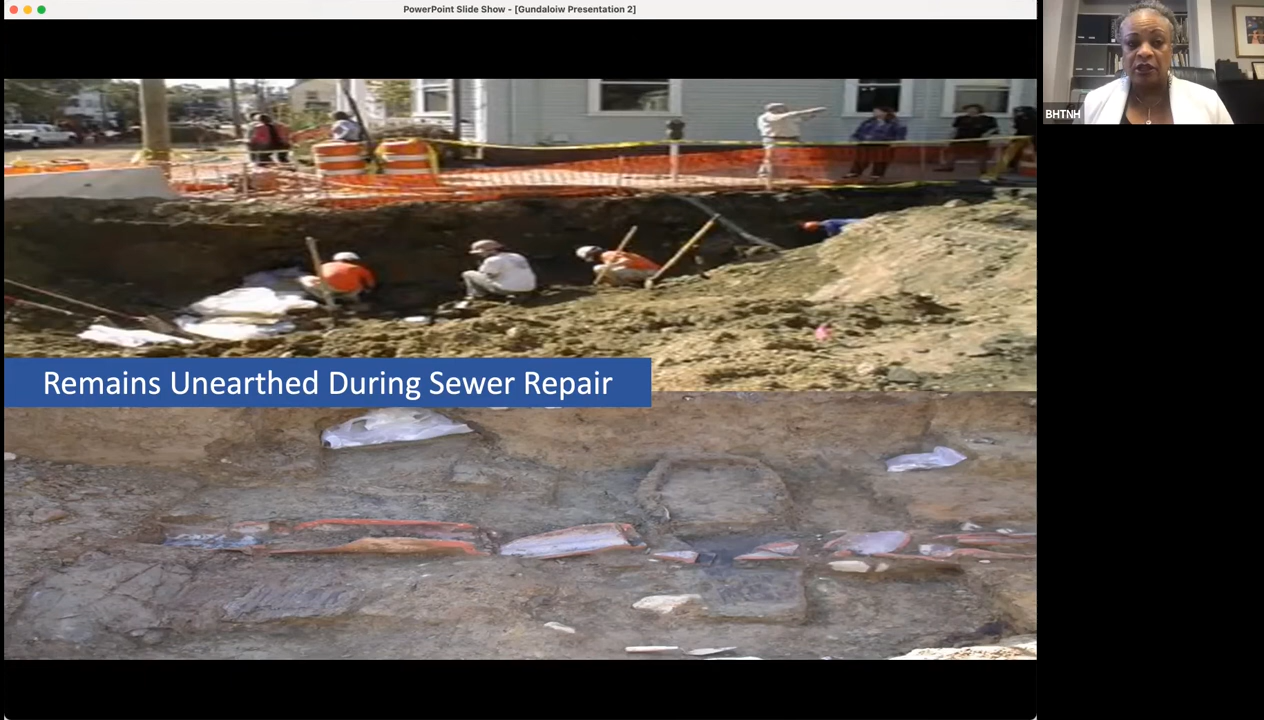 PowerPoint Slide Show - [Gundaloiw Presentation 2]
BHTNH
Remains Unearthed During Sewer Repair